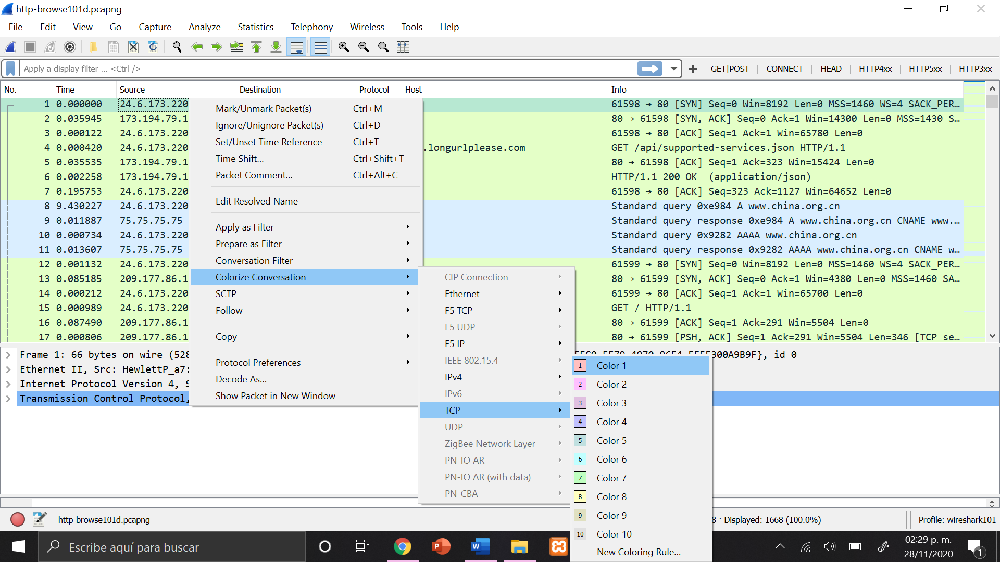 http-browse101d.pcapng
File Edit View Go Capture Analyze Statistics Telephony Wireless Tools Help
Apply a display filter ... <Ctrl-/> GET|POST CONNECT HEAD HTTP4xx HTTP5xx HTTP3xx
No. Time Source Destination Protocol Host Info
1 0.000000 24.6.173.220 61598 → 80 [SYN] Seq=0 Win=8192 Len=0 MSS=1460 WS=4 SACK_PER…
2 0.035945 173.194.79.1 80 → 61598 [SYN, ACK] Seq=0 Ack=1 Win=14300 Len=0 MSS=1430 S…
3 0.000122 24.6.173.220 61598 → 80 [ACK] Seq=1 Ack=1 Win=65780 Len=0
4 0.000420 24.6.173.220 .longurlplease.com GET /api/supported-services.json HTTP/1.1
5 0.035535 173.194.79.1 80 → 61598 [ACK] Seq=1 Ack=323 Win=15424 Len=0
6 0.002258 173.194.79.1 HTTP/1.1 200 OK  (application/json)
7 0.195753 24.6.173.220 61598 → 80 [ACK] Seq=323 Ack=1127 Win=64652 Len=0
8 9.430227 24.6.173.220 Standard query 0xe984 A www.china.org.cn
9 0.011887 75.75.75.75 Standard query response 0xe984 A www.china.org.cn CNAME www.…
10 0.000734 24.6.173.220 Standard query 0x9282 AAAA www.china.org.cn
11 0.013607 75.75.75.75 Standard query response 0x9282 AAAA www.china.org.cn CNAME w…
12 0.001132 24.6.173.220 61599 → 80 [SYN] Seq=0 Win=8192 Len=0 MSS=1460 WS=4 SACK_PER…
13 0.085185 209.177.86.1 80 → 61599 [SYN, ACK] Seq=0 Ack=1 Win=4380 Len=0 MSS=1460 SA…
14 0.000212 24.6.173.220 61599 → 80 [ACK] Seq=1 Ack=1 Win=65700 Len=0
15 0.000989 24.6.173.220 GET / HTTP/1.1
16 0.087490 209.177.86.1 80 → 61599 [ACK] Seq=1 Ack=291 Win=5504 Len=0
17 0.000806 209.177.86.1 80 → 61599 [PSH, ACK] Seq=1 Ack=291 Win=5504 Len=346 [TCP se…
Mark/Unmark Packet(s) Ctrl+M
Ignore/Unignore Packet(s) Ctrl+D
Set/Unset Time Reference Ctrl+T
Time Shift... Ctrl+Shift+T
Packet Comment... Ctrl+Alt+C
Edit Resolved Name
Apply as Filter
Prepare as Filter
Conversation Filter
Colorize Conversation
SCTP
Follow
Copy
Protocol Preferences
Decode As...
Show Packet in New Window
CIP Connection
Ethernet
F5 TCP
F5 UDP
F5 IP
IEEE 802.15.4
IPv4
IPv6
TCP
UDP
ZigBee Network Layer
PN-IO AR
PN-IO AR (with data)
PN-CBA
1 Color 1
2 Color 2
3 Color 3
4 Color 4
5 Color 5
6 Color 6
7 Color 7
8 Color 8
9 Color 9
10 Color 10
New Coloring Rule...
Frame 1: 66 bytes on wire (528 300A9B9F}, id 0
Ethernet II, Src: HewlettP_a7:
Internet Protocol Version 4, S
Transmission Control Protocol,
http-browse101d.pcapng 8 · Displayed: 1668 (100.0%) Profile: wireshark101
Escribe aquí para buscar
02:29 p. m.
28/11/2020
1